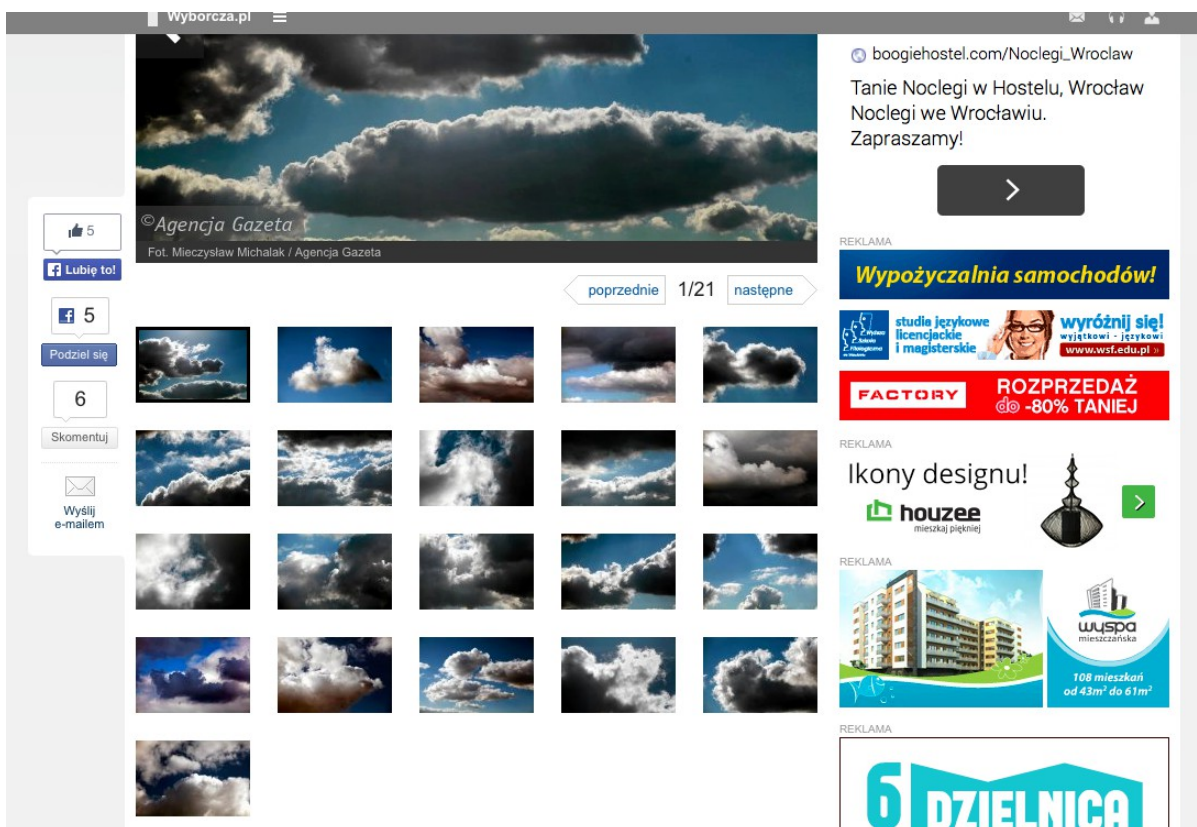 Wyborcza.pl
©Agencja Gazeta
Fot. Mieczysław Michalak / Agencja Gazeta
poprzednie 1/21 następne
5
Lubię to!
5
Podziel się
6
Skomentuj
Wyślij
e-mailem
boogiehostel.com/Noclegi_Wroclaw
Tanie Noclegi w Hostelu, Wrocław
Noclegi we Wrocławiu.
Zapraszamy!
REKLAMA
Wypożyczalnia samochodów!
studia językowe
licencjackie
i magisterskie
wyróżnij się!
wyjątkowi - językowi
www.wsf.edu.pl »
FACTORY
ROZPRZEDAŻ
do -80% TANIEJ
REKLAMA
Ikony designu!
houzee
mieszkaj piękniej
REKLAMA
wyspa
mieszczańska
108 mieszkań
od 43m² do 61m²
REKLAMA
6 DZIELNICA